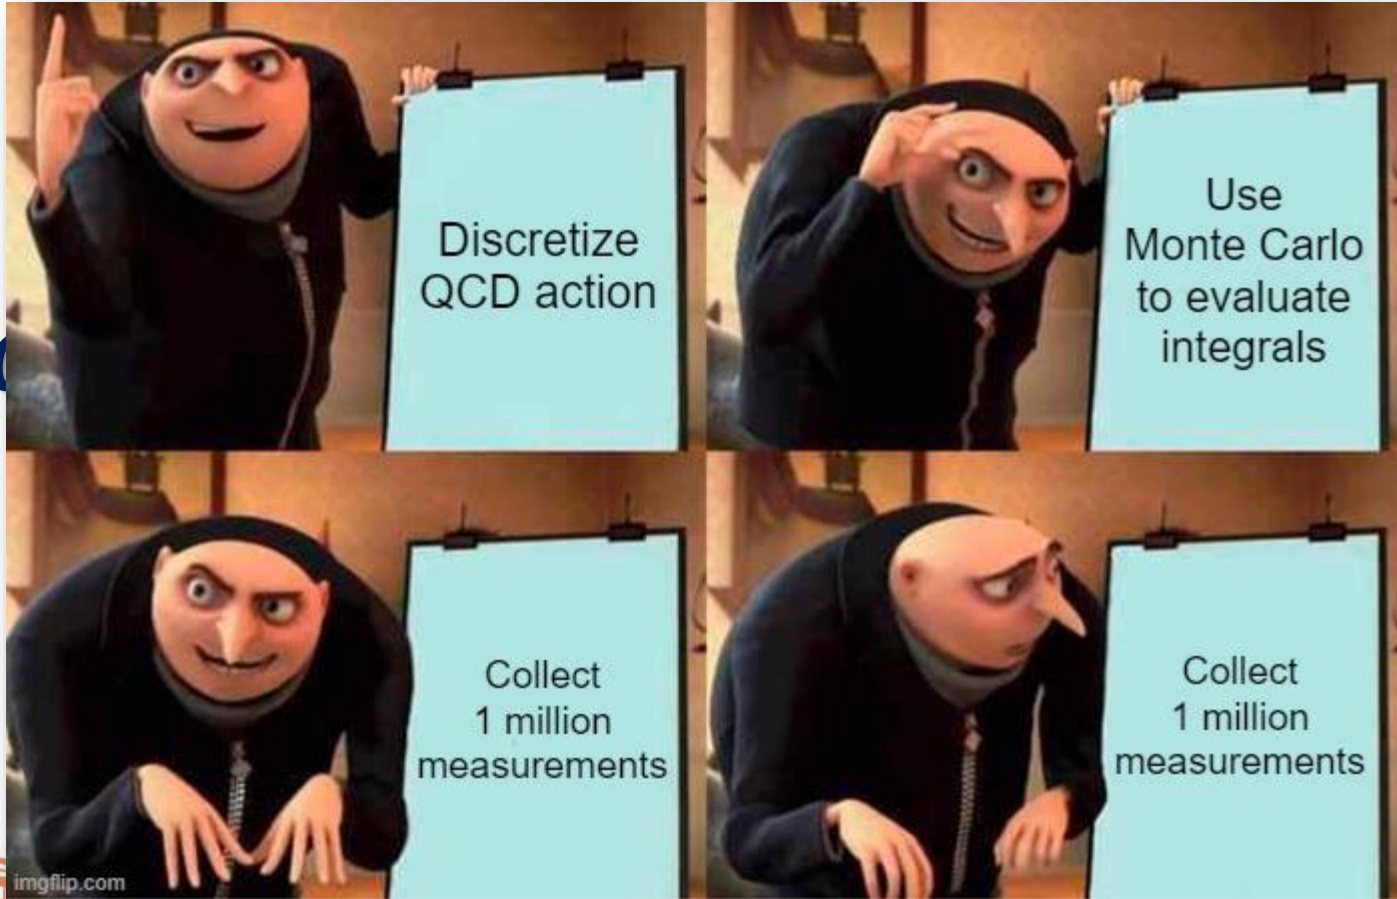 Discretize
QCD action
Use
Monte Carlo
to evaluate
integrals
Collect
1 million
measurements
Collect
1 million
measurements
imgflip.com